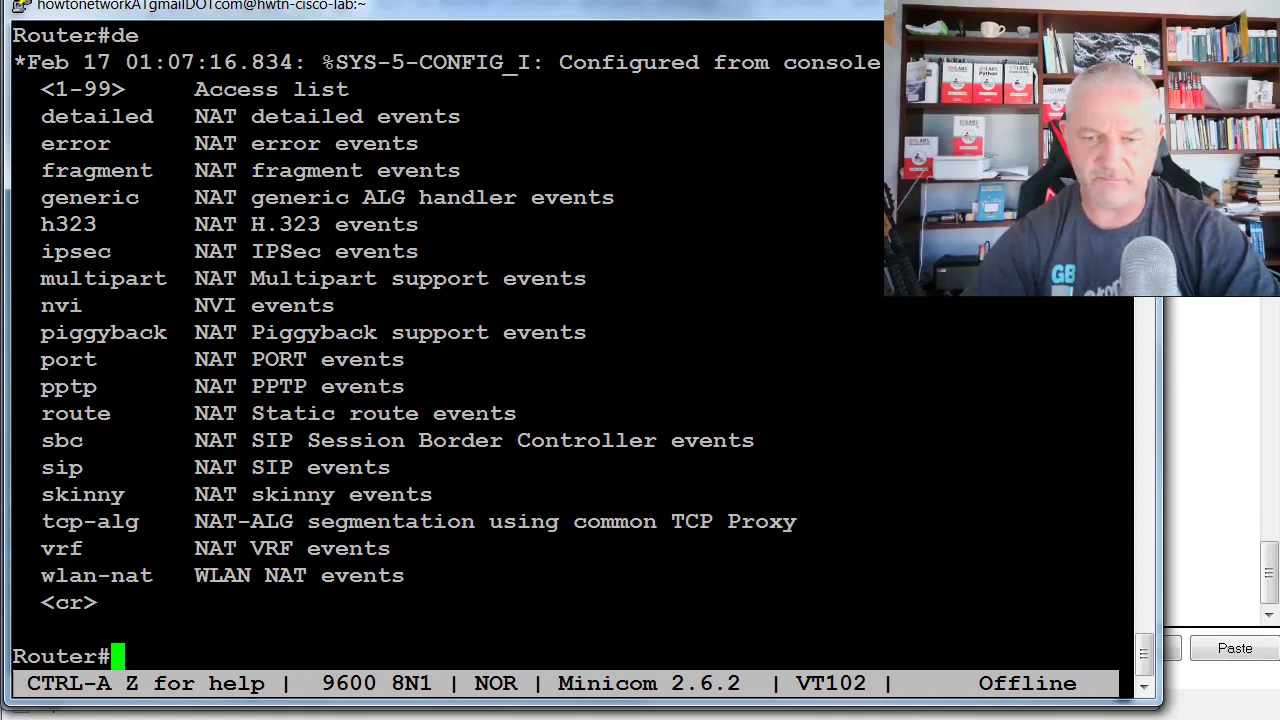 howtonetworkATgmailDOTcom@hwtn-cisco-lab:~
Router#de
*Feb 17 01:07:16.834: %SYS-5-CONFIG_I: Configured from console
<1-99> Access list
detailed NAT detailed events
error NAT error events
fragment NAT fragment events
generic NAT generic ALG handler events
h323 NAT H.323 events
ipsec NAT IPSec events
multipart NAT Multipart support events
nvi NVI events
piggyback NAT Piggyback support events
port NAT PORT events
pptp NAT PPTP events
route NAT Static route events
sbc NAT SIP Session Border Controller events
sip NAT SIP events
skinny NAT skinny events
tcp-alg NAT-ALG segmentation using common TCP Proxy
vrf NAT VRF events
wlan-nat WLAN NAT events
<cr>
Router#
CTRL-A Z for help | 9600 8N1 | NOR | Minicom 2.6.2 | VT102 | Offline
Paste
Python
GB